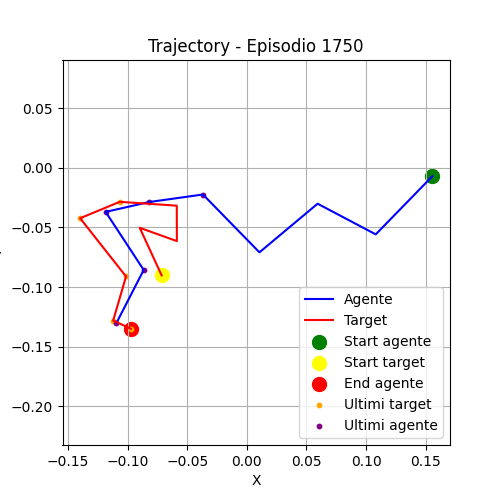 Trajectory - Episodio 1750
0.05
0.00
−0.05
−0.10
−0.15
−0.20
Agente
Target
Start agente
Start target
End agente
Ultimi target
Ultimi agente
−0.15 −0.10 −0.05 0.00 0.05 0.10 0.15
X